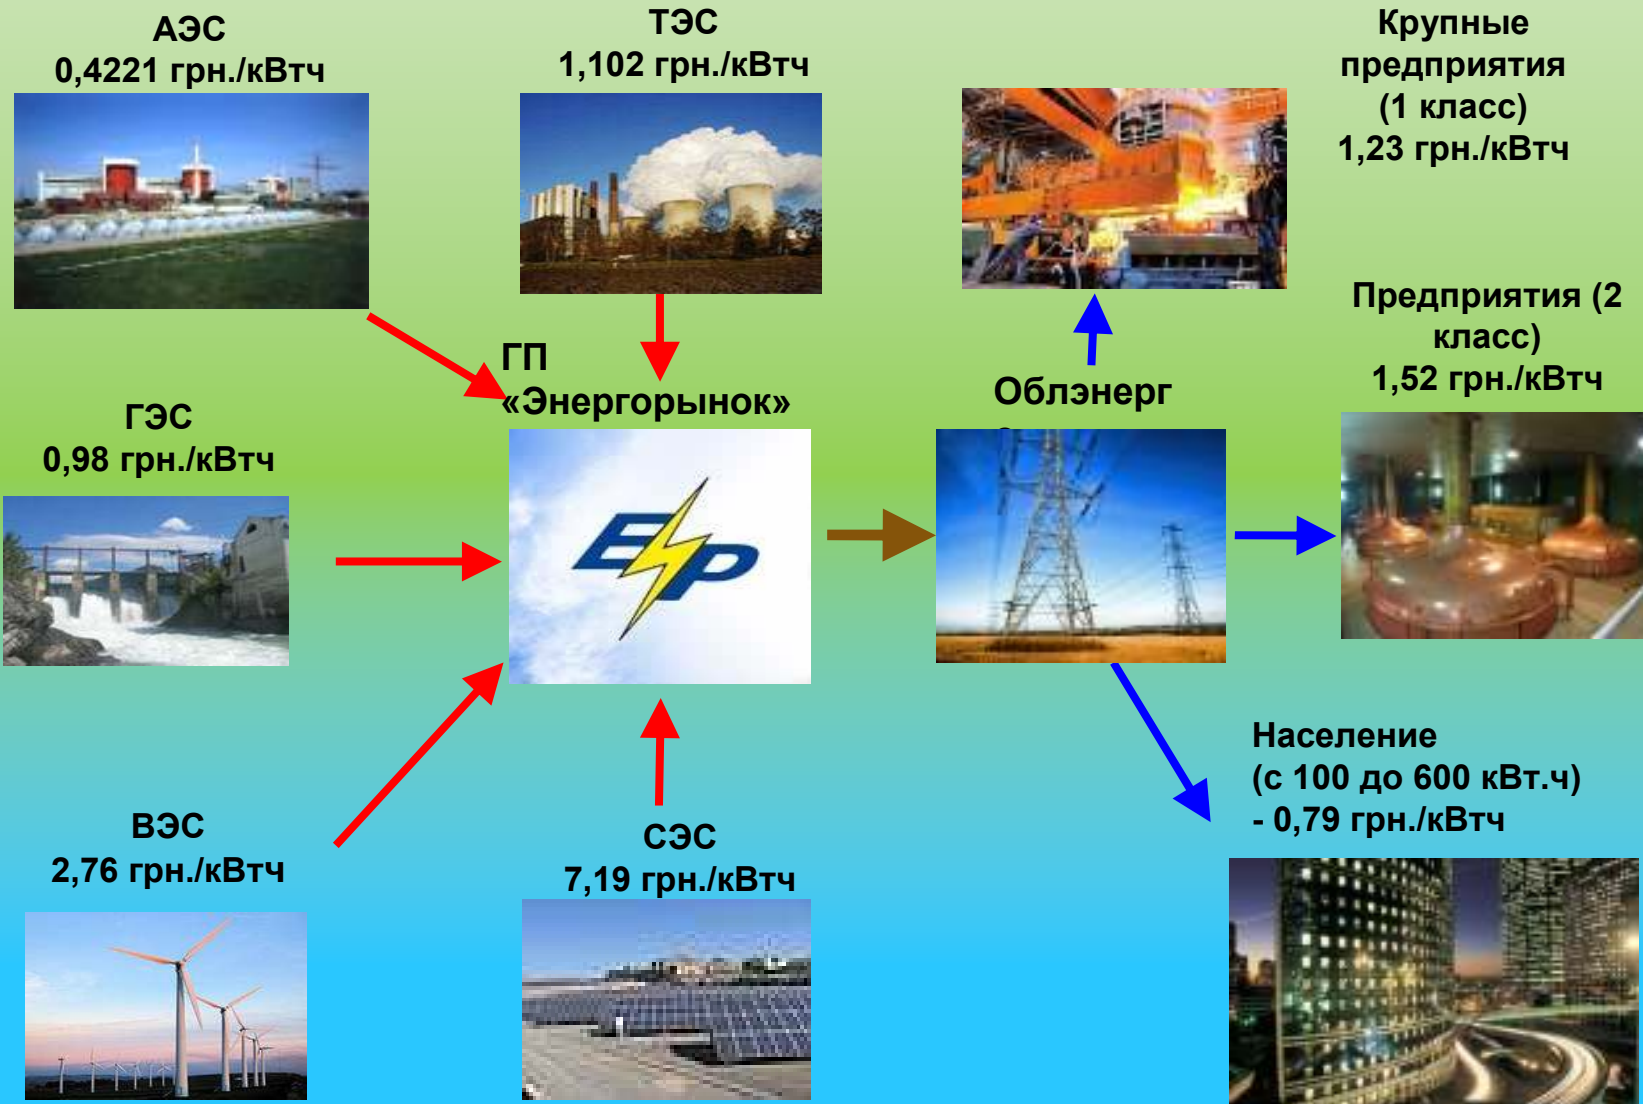 АЭС
0,4221 грн./кВтч
ТЭС
1,102 грн./кВтч
Крупные
предприятия
(1 класс)
1,23 грн./кВтч
Предприятия (2
класс)
1,52 грн./кВтч
ГП
«Энергорынок»
Облэнерг
ГЭС
0,98 грн./кВтч
ЕР
Население
(с 100 до 600 кВт.ч)
- 0,79 грн./кВтч
ВЭС
2,76 грн./кВтч
СЭС
7,19 грн./кВтч